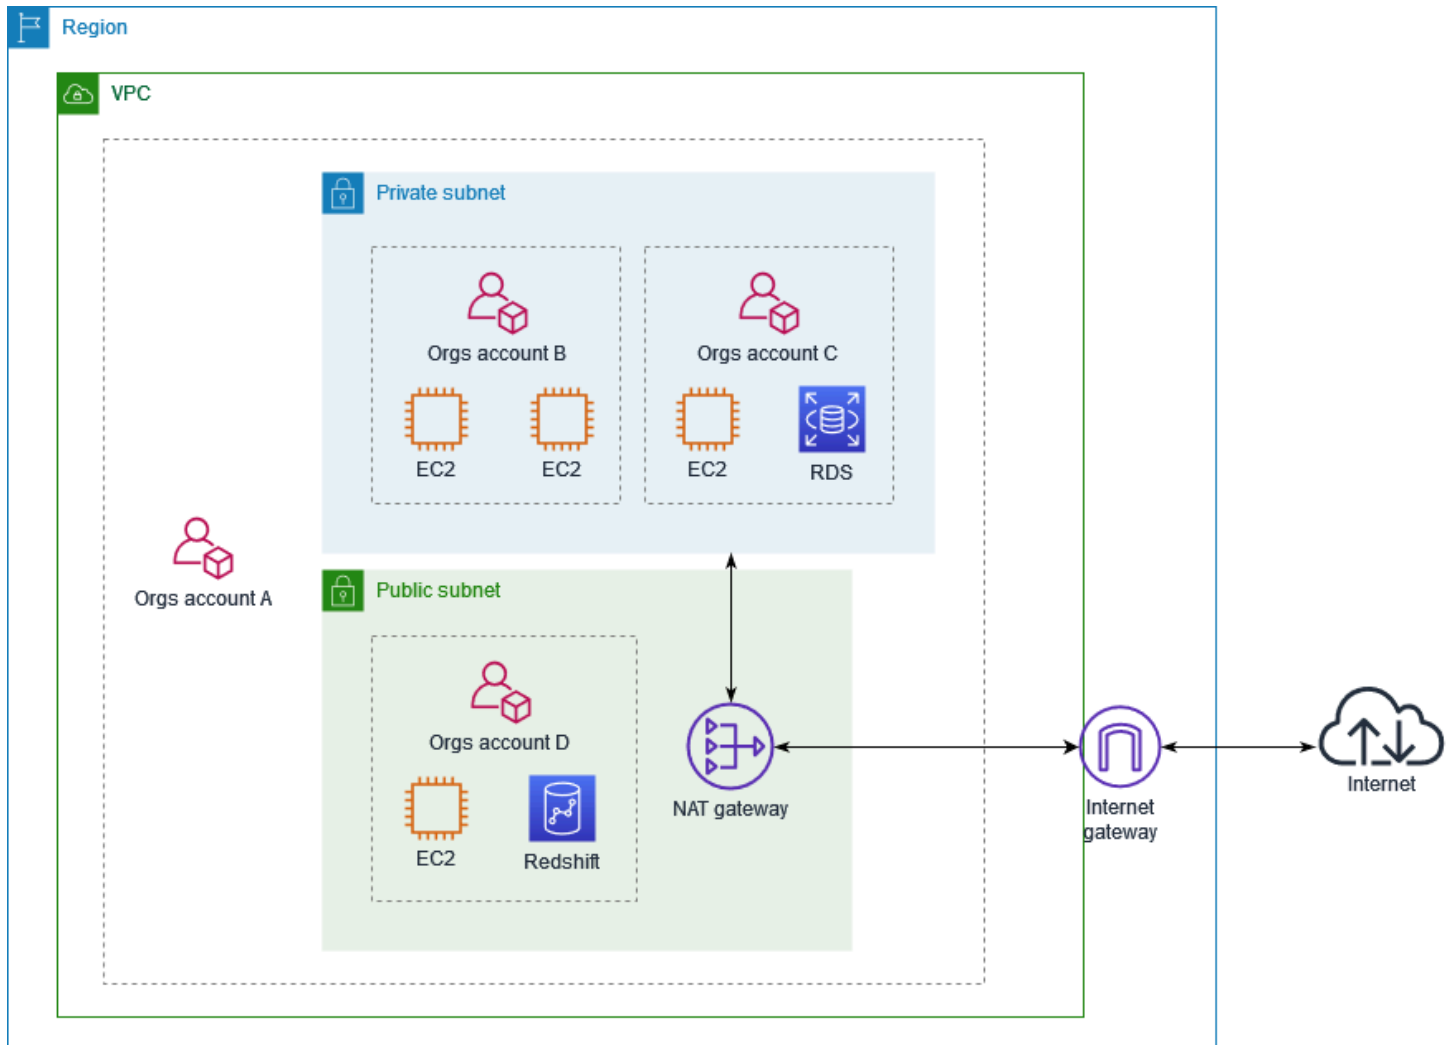 Region
VPC
Private subnet
Orgs account B
Orgs account C
EC2
EC2
EC2
RDS
Orgs account A
Public subnet
Orgs account D
EC2
Redshift
NAT gateway
Internet
gateway
Internet